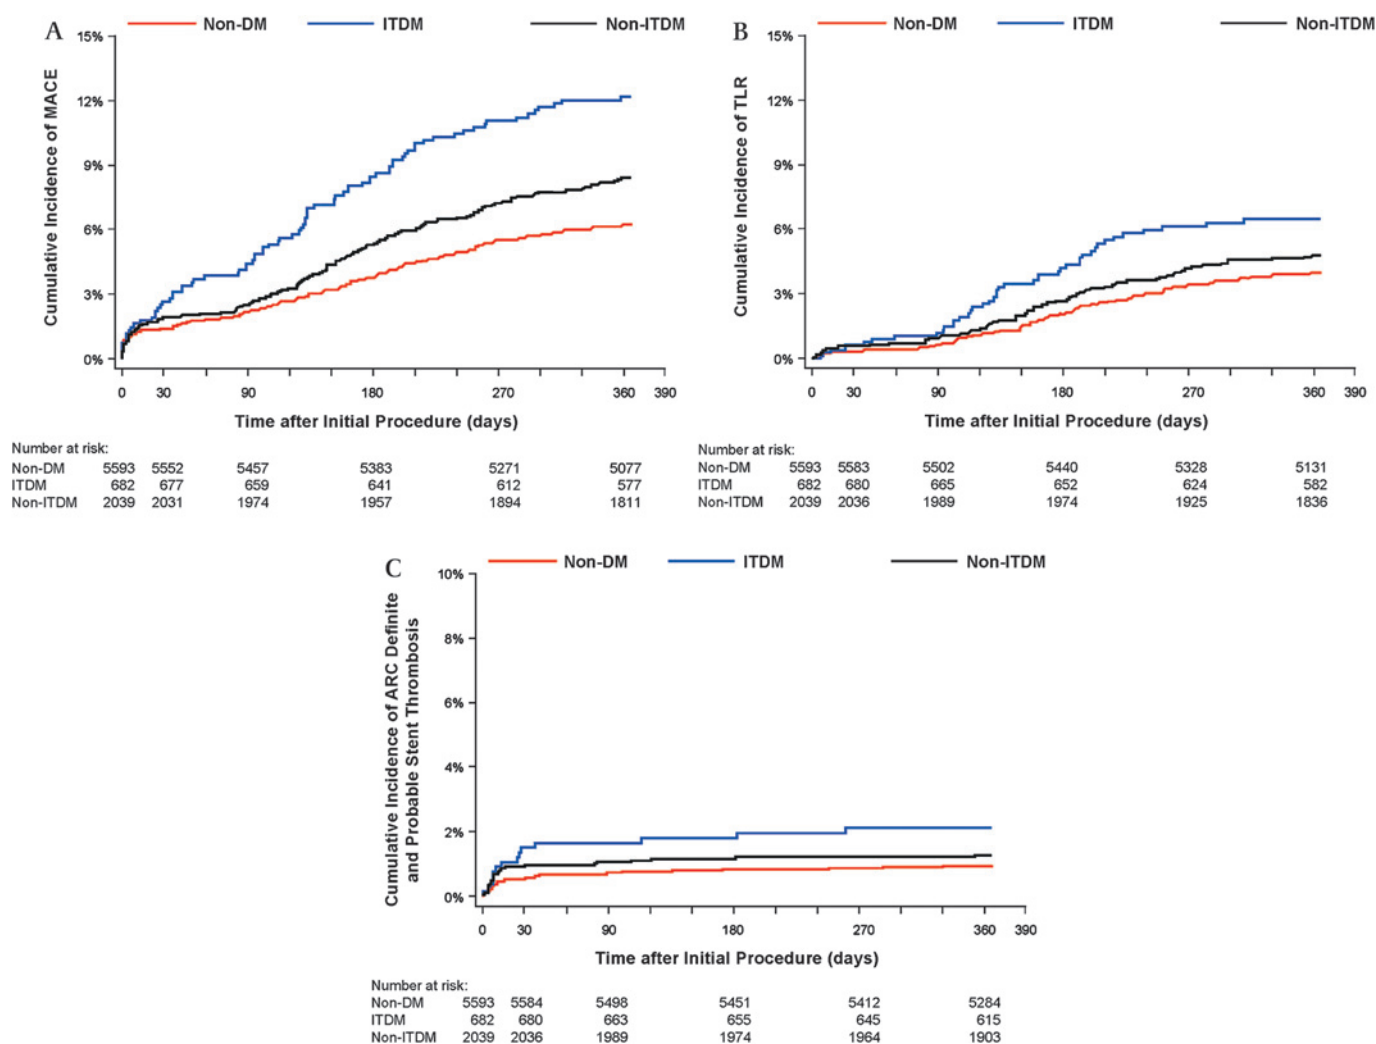 A
Non-DM ITDM Non-ITDM
Cumulative Incidence of MACE
15%
12%
9%
6%
3%
0%
0 30 90 180 270 360 390
Time after Initial Procedure (days)
Number at risk:
Non-DM 5593 5552 5457 5383 5271 5077
ITDM 682 677 659 641 612 577
Non-ITDM 2039 2031 1974 1957 1894 1811
B
Non-DM ITDM Non-ITDM
Cumulative Incidence of TLR
15%
12%
9%
6%
3%
0%
0 30 90 180 270 360 390
Time after Initial Procedure (days)
Number at risk:
Non-DM 5593 5583 5502 5440 5328 5131
ITDM 682 680 665 652 624 582
Non-ITDM 2039 2036 1989 1974 1925 1836
C
Non-DM ITDM Non-ITDM
Cumulative Incidence of ARC Definite
and Probable Stent Thrombosis
10%
8%
6%
4%
2%
0%
0 30 90 180 270 360 390
Time after Initial Procedure (days)
Number at risk:
Non-DM 5593 5584 5498 5451 5412 5284
ITDM 682 680 663 655 645 615
Non-ITDM 2039 2036 1989 1974 1964 1903